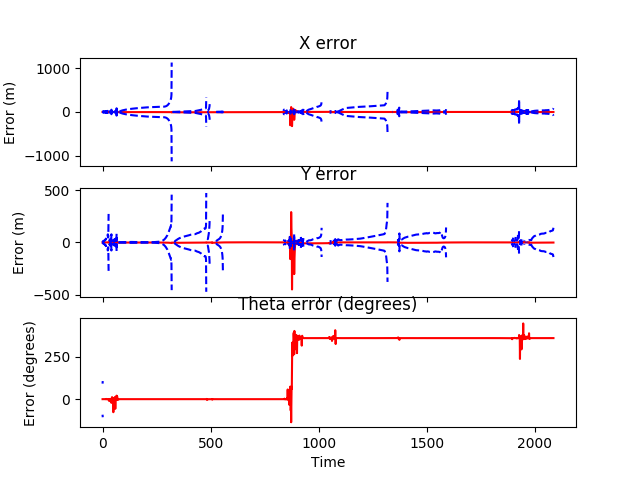 X error
1000
0
−1000
Error (m)
Y error
500
0
−500
Error (m)
Theta error (degrees)
250
0
Error (degrees)
0
500
1000
1500
2000
Time